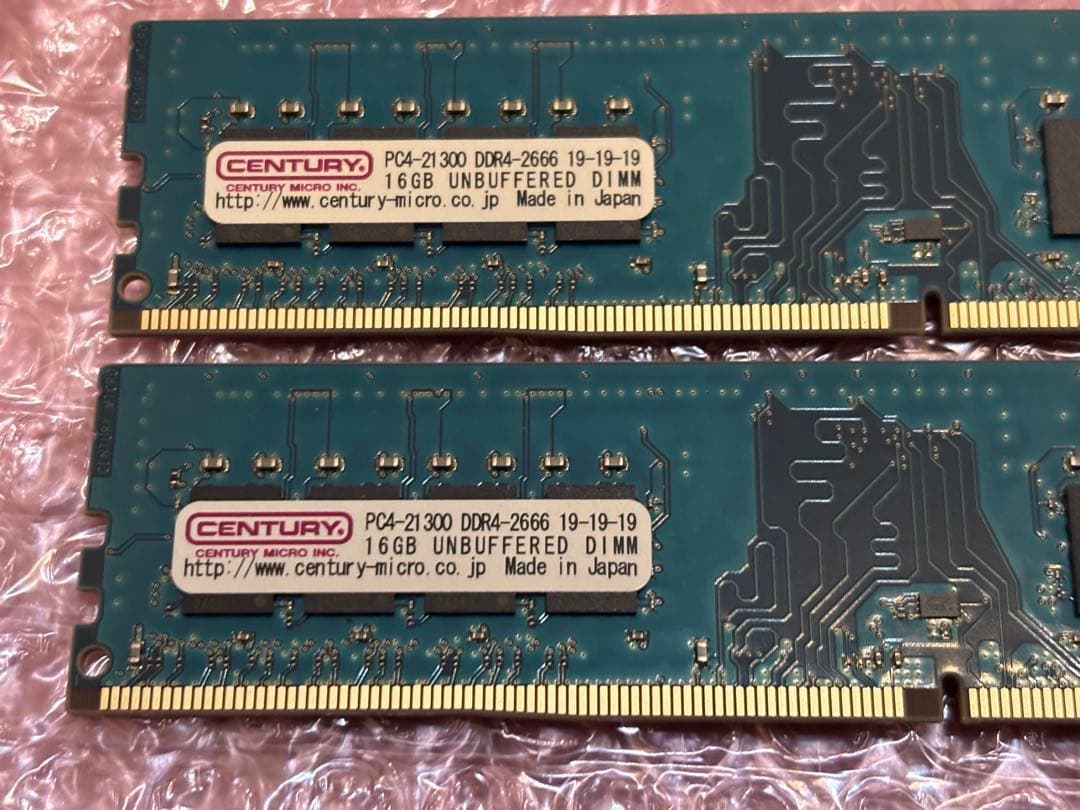 CENTURY.
CENTURY MICRO INC.
PC4-21300 DDR4-2666 19-19-19
16GB UNBUFFERED DIMM
http://www.century-micro.co.jp Made in Japan
CENTURY.
CENTURY MICRO INC.
PC4-21300 DDR4-2666 19-19-19
16GB UNBUFFERED DIMM
http://www.century-micro.co.jp Made in Japan